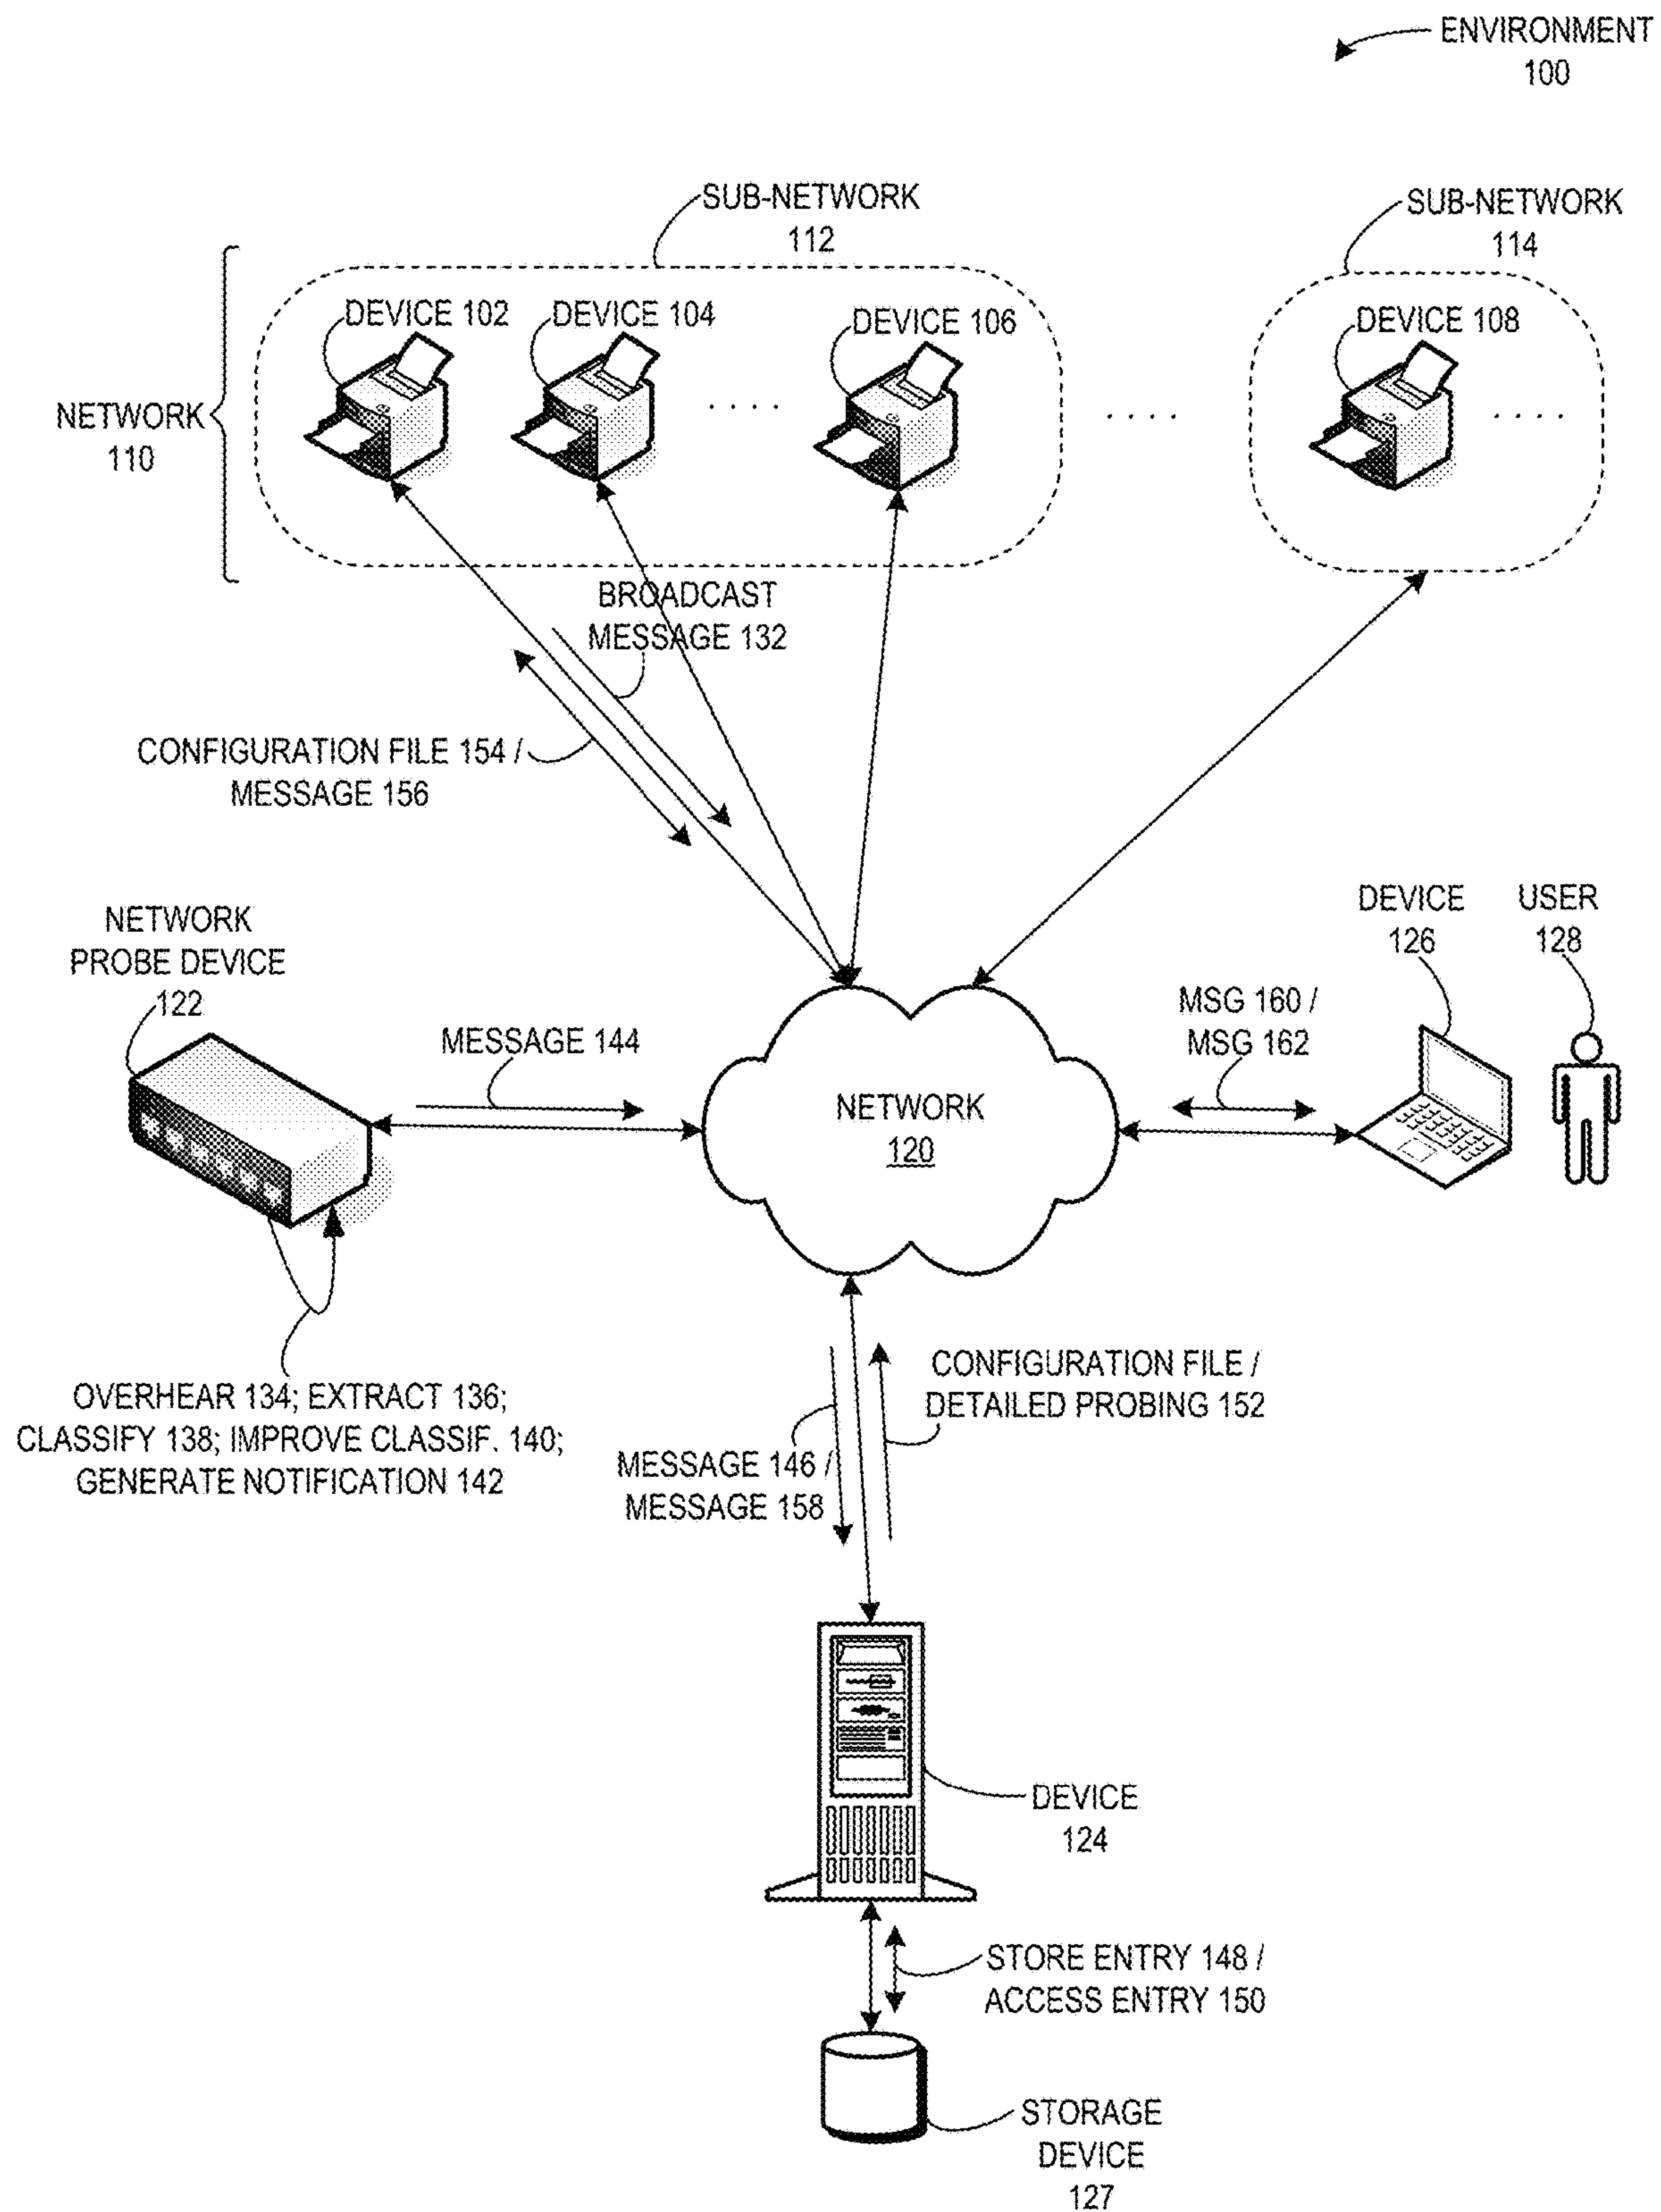 ENVIRONMENT
100
SUB-NETWORK
112
SUB-NETWORK
114
DEVICE 102
DEVICE 104
DEVICE 106
DEVICE 108
NETWORK
110
BROADCAST
MESSAGE 132
CONFIGURATION FILE 154 /
MESSAGE 156
NETWORK
PROBE DEVICE
122
MESSAGE 144
NETWORK
120
MSG 160 /
MSG 162
DEVICE
126
USER
128
OVERHEAR 134; EXTRACT 136;
CLASSIFY 138; IMPROVE CLASSIF. 140;
GENERATE NOTIFICATION 142
CONFIGURATION FILE /
DETAILED PROBING 152
MESSAGE 146 /
MESSAGE 158
DEVICE
124
STORE ENTRY 148 /
ACCESS ENTRY 150
STORAGE
DEVICE
127